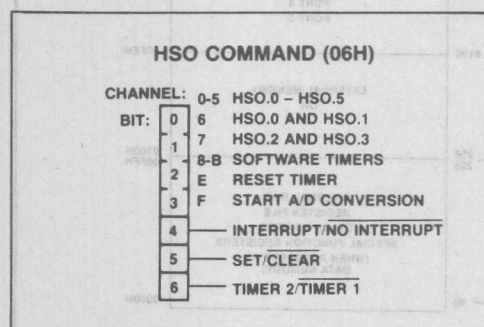 HSO COMMAND (06H)
CHANNEL: 0-5 HSO.0 – HSO.5
BIT: 0 6 HSO.0 AND HSO.1
1 7 HSO.2 AND HSO.3
2 8-B SOFTWARE TIMERS
E RESET TIMER
3 F START A/D CONVERSION
4 INTERRUPT/NO INTERRUPT
5 SET/CLEAR
6 TIMER 2/TIMER 1